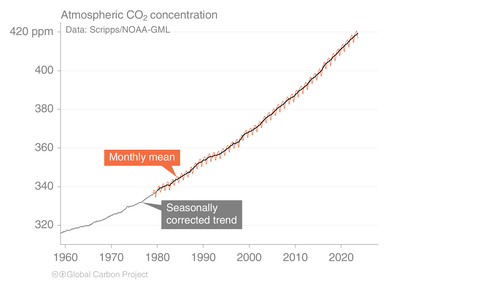 Atmospheric CO₂ concentration
420 ppm
Data: Scripps/NOAA-GML
400
380
360
Monthly mean
340
Seasonally
corrected trend
320
1960 1970 1980 1990 2000 2010 2020
Global Carbon Project